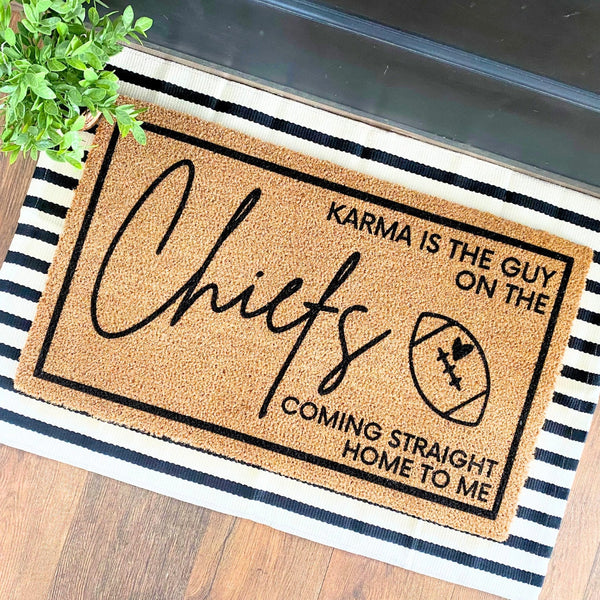 KARMA IS THE GUY
ON THE
Chiefs
COMING STRAIGHT
HOME TO ME